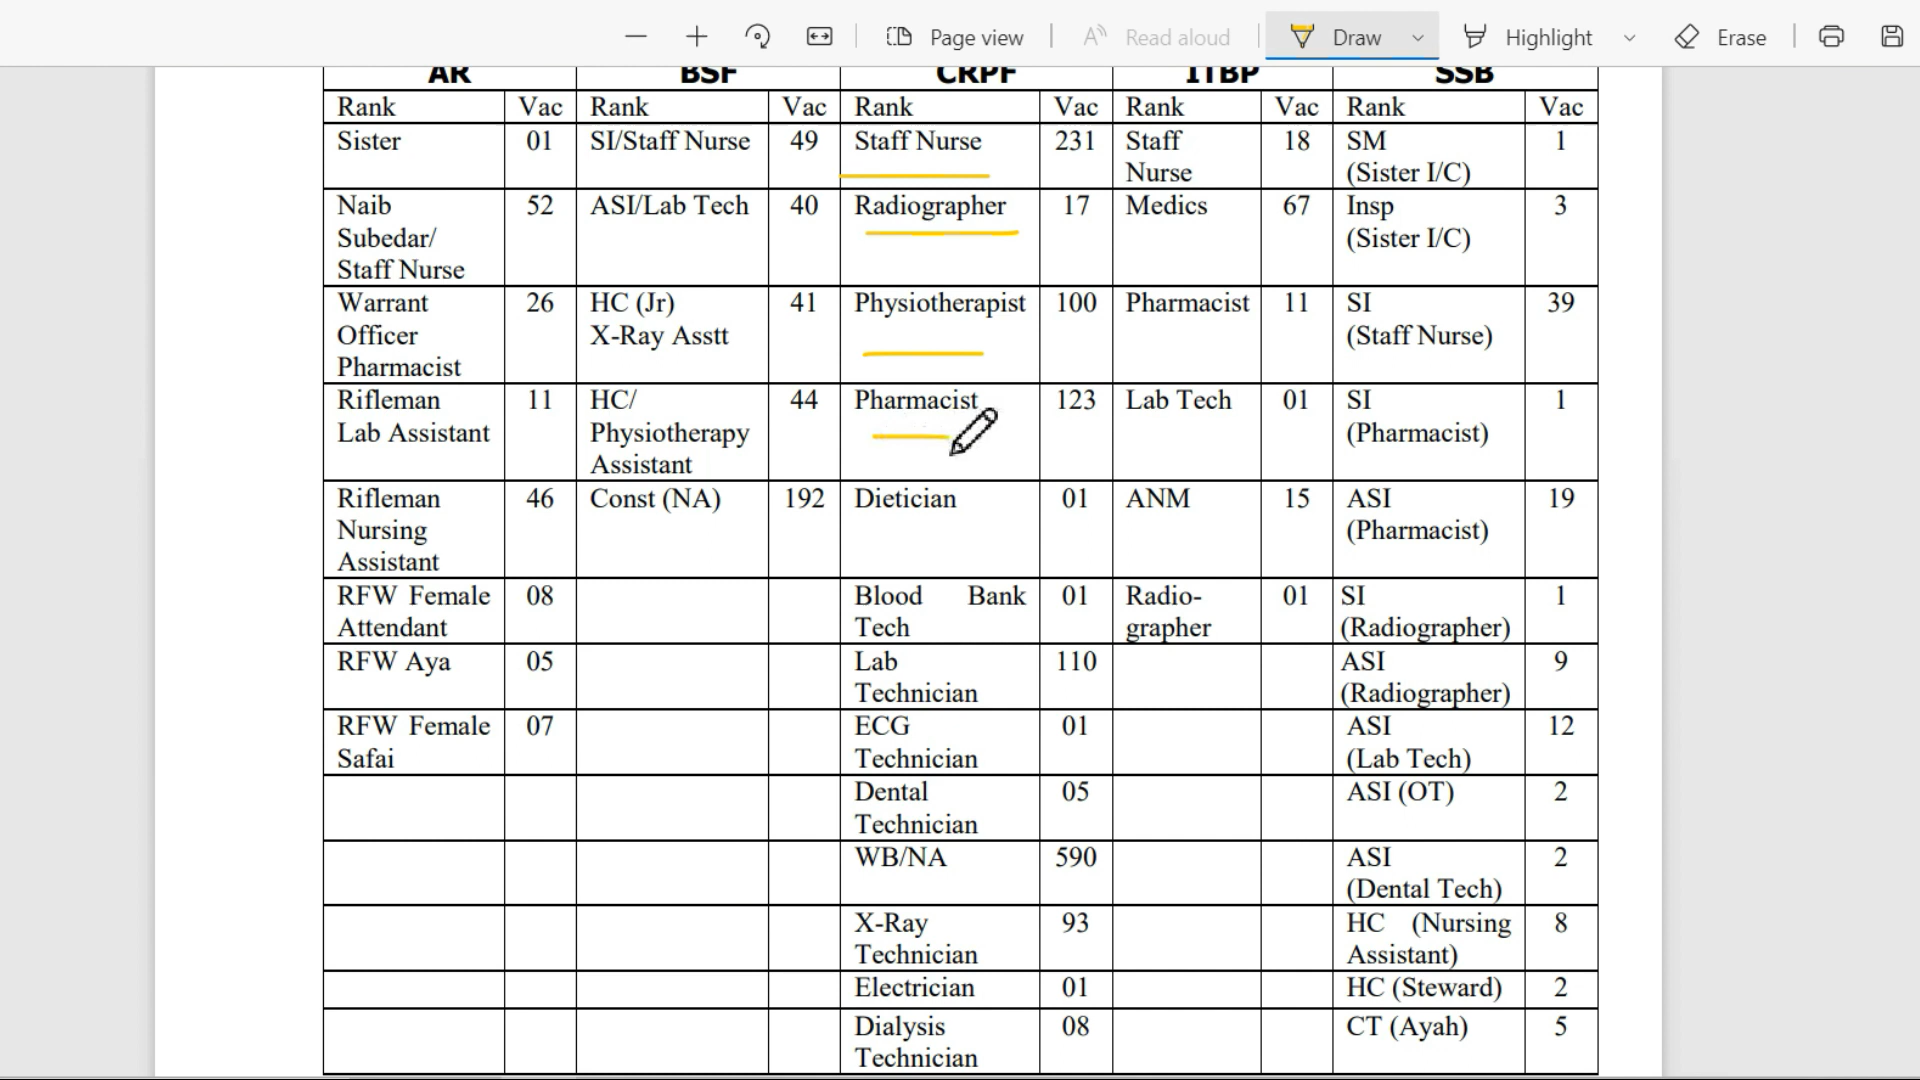 Page view
Read aloud
Draw
Highlight
Erase
AR BSF CRPF ITBP SSB
Rank Vac Rank Vac Rank Vac Rank Vac Rank Vac
Sister 01 SI/Staff Nurse 49 Staff Nurse 231 Staff Nurse 18 SM (Sister I/C) 1
Naib Subedar/ Staff Nurse 52 ASI/Lab Tech 40 Radiographer 17 Medics 67 Insp (Sister I/C) 3
Warrant Officer Pharmacist 26 HC (Jr) X-Ray Asstt 41 Physiotherapist 100 Pharmacist 11 SI (Staff Nurse) 39
Rifleman Lab Assistant 11 HC/ Physiotherapy Assistant 44 Pharmacist 123 Lab Tech 01 SI (Pharmacist) 1
Rifleman Nursing Assistant 46 Const (NA) 192 Dietician 01 ANM 15 ASI (Pharmacist) 19
RFW Female Attendant 08 Blood Bank Tech 01 Radio- grapher 01 SI (Radiographer) 1
RFW Aya 05 Lab Technician 110 ASI (Radiographer) 9
RFW Female Safai 07 ECG Technician 01 ASI (Lab Tech) 12
Dental Technician 05 ASI (OT) 2
WB/NA 590 ASI (Dental Tech) 2
X-Ray Technician 93 HC (Nursing Assistant) 8
Electrician 01 HC (Steward) 2
Dialysis Technician 08 CT (Ayah) 5